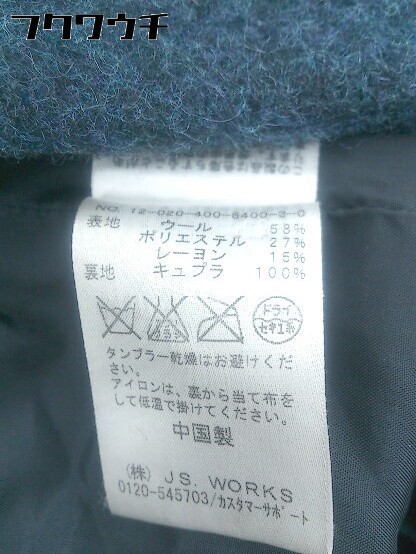 フクワウチ
NO. 12-020-400-6400-3-0
表地 ウール 58%
ポリエステル 27%
レーヨン 15%
裏地 キュプラ 100%
ドライ
セキユ系
タンブラー乾燥はお避けくだ
さい。
アイロンは、裏から当て布を
して低温で掛けてください。
中国製
(株) J.S. WORKS
0120-545703/カスタマーサポート